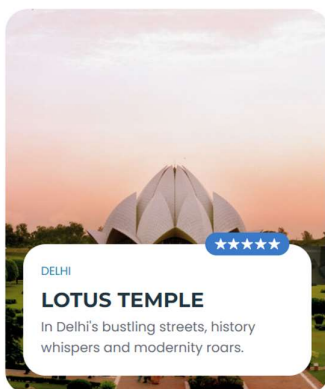 DELHI
LOTUS TEMPLE
In Delhi's bustling streets, history
whispers and modernity roars.